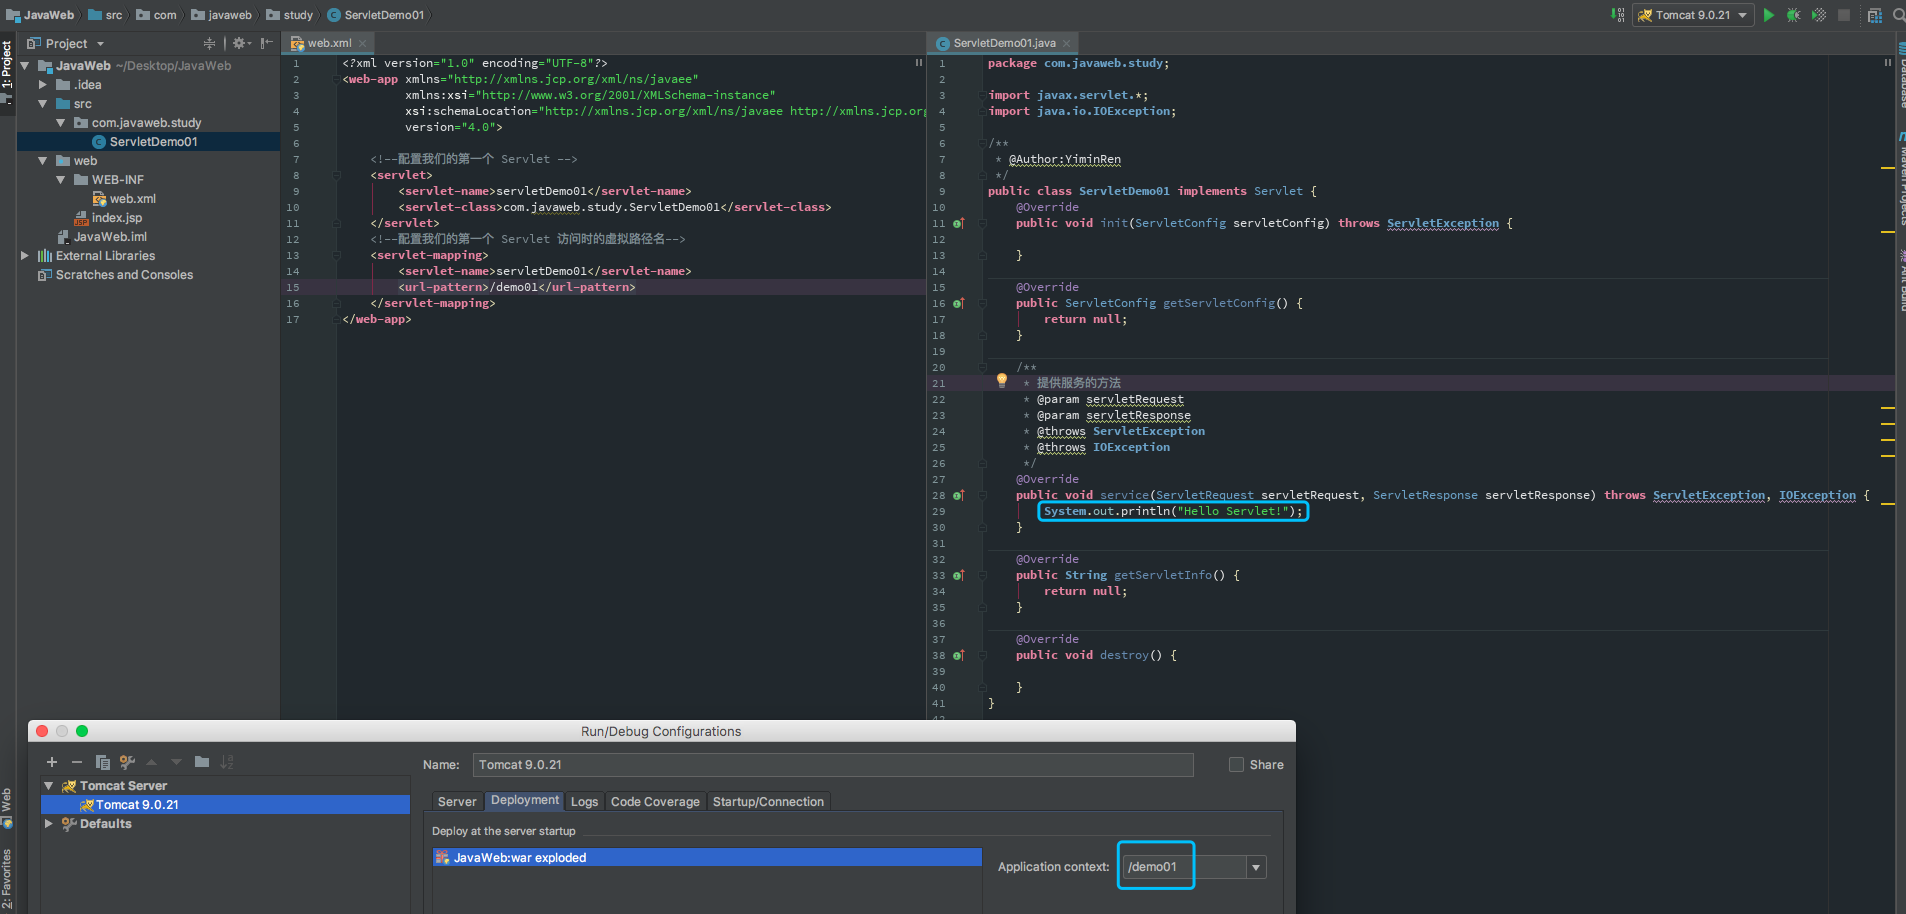 JavaWeb src com javaweb study ServletDemo01
Tomcat 9.0.21
1: Project
Project
JavaWeb ~/Desktop/JavaWeb
.idea
src
com.javaweb.study
ServletDemo01
web
WEB-INF
web.xml
index.jsp
JavaWeb.iml
External Libraries
Scratches and Consoles
web.xml
1 <?xml version="1.0" encoding="UTF-8"?>
2 <web-app xmlns="http://xmlns.jcp.org/xml/ns/javaee"
3 xmlns:xsi="http://www.w3.org/2001/XMLSchema-instance"
4 xsi:schemaLocation="http://xmlns.jcp.org/xml/ns/javaee http://xmlns.jcp.org
5 version="4.0">
6
7 <!--配置我们的第一个 Servlet -->
8 <servlet>
9 <servlet-name>servletDemo01</servlet-name>
10 <servlet-class>com.javaweb.study.ServletDemo01</servlet-class>
11 </servlet>
12 <!--配置我们的第一个 Servlet 访问时的虚拟路径名-->
13 <servlet-mapping>
14 <servlet-name>servletDemo01</servlet-name>
15 <url-pattern>/demo01</url-pattern>
16 </servlet-mapping>
17 </web-app>
ServletDemo01.java
1 package com.javaweb.study;
2
3 import javax.servlet.*;
4 import java.io.IOException;
5
6 /**
7 * @Author:YiminRen
8 */
9 public class ServletDemo01 implements Servlet {
10 @Override
11 public void init(ServletConfig servletConfig) throws ServletException {
12
13 }
14
15 @Override
16 public ServletConfig getServletConfig() {
17 return null;
18 }
19
20 /**
21 * 提供服务的方法
22 * @param servletRequest
23 * @param servletResponse
24 * @throws ServletException
25 * @throws IOException
26 */
27 @Override
28 public void service(ServletRequest servletRequest, ServletResponse servletResponse) throws ServletException, IOException {
29 System.out.println("Hello Servlet!");
30 }
31
32 @Override
33 public String getServletInfo() {
34 return null;
35 }
36
37 @Override
38 public void destroy() {
39
40 }
41 }
42
Database
Maven Projects
Ant Build
Web
2: Favorites
Run/Debug Configurations
Tomcat Server
Tomcat 9.0.21
Defaults
Name: Tomcat 9.0.21
Share
Server Deployment Logs Code Coverage Startup/Connection
Deploy at the server startup
JavaWeb:war exploded
Application context: /demo01